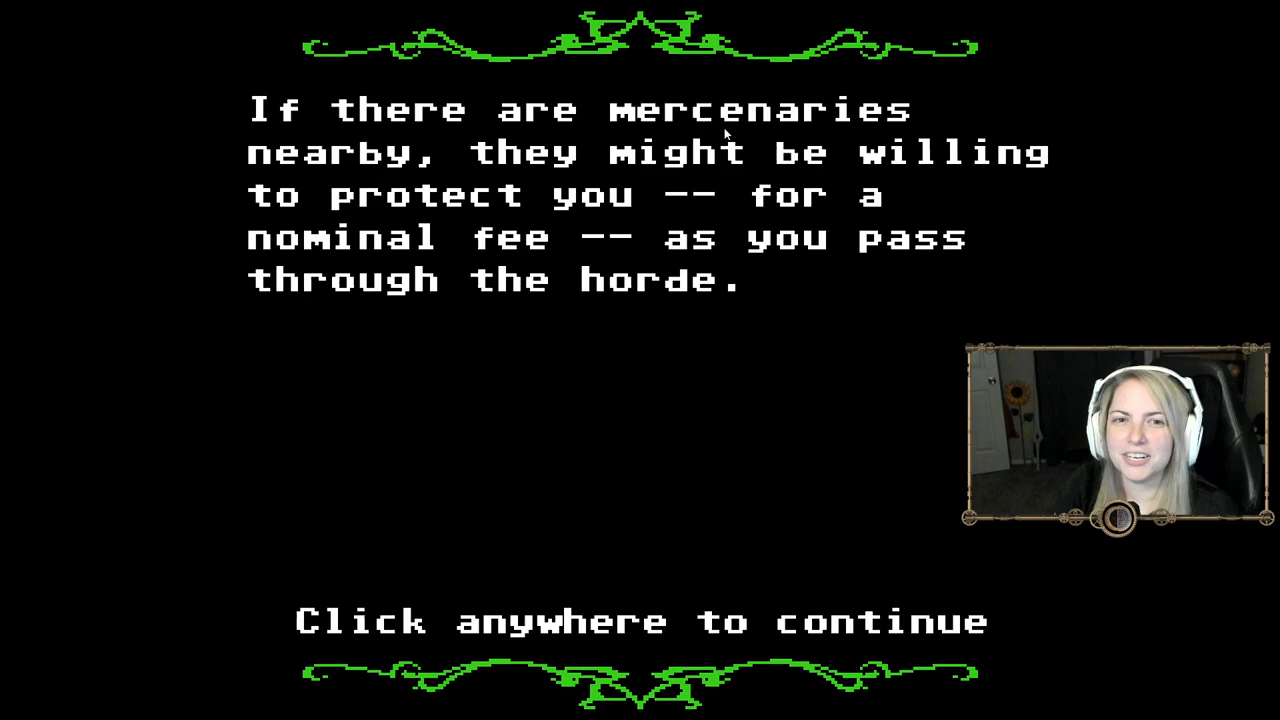 If there are mercenaries
nearby, they might be willing
to protect you -- for a
nominal fee -- as you pass
through the horde.
Click anywhere to continue